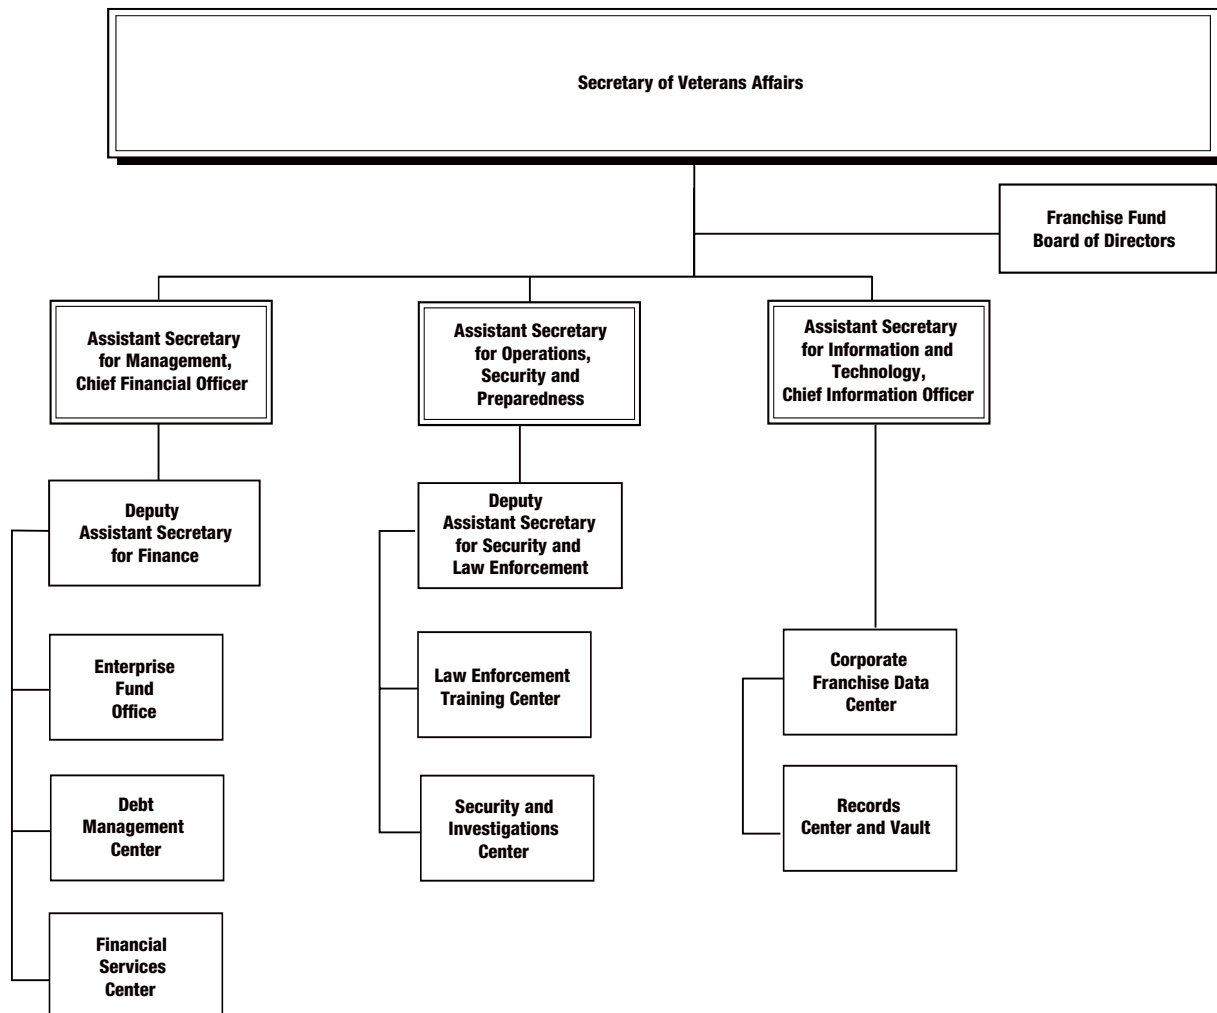 Secretary of Veterans Affairs
Franchise Fund
Board of Directors
Assistant Secretary
for Management,
Chief Financial Officer
Assistant Secretary
for Operations,
Security and
Preparedness
Assistant Secretary
for Information and
Technology,
Chief Information Officer
Deputy
Assistant Secretary
for Finance
Deputy
Assistant Secretary
for Security and
Law Enforcement
Enterprise
Fund
Office
Law Enforcement
Training Center
Corporate
Franchise Data
Center
Debt
Management
Center
Security and
Investigations
Center
Records
Center and Vault
Financial
Services
Center